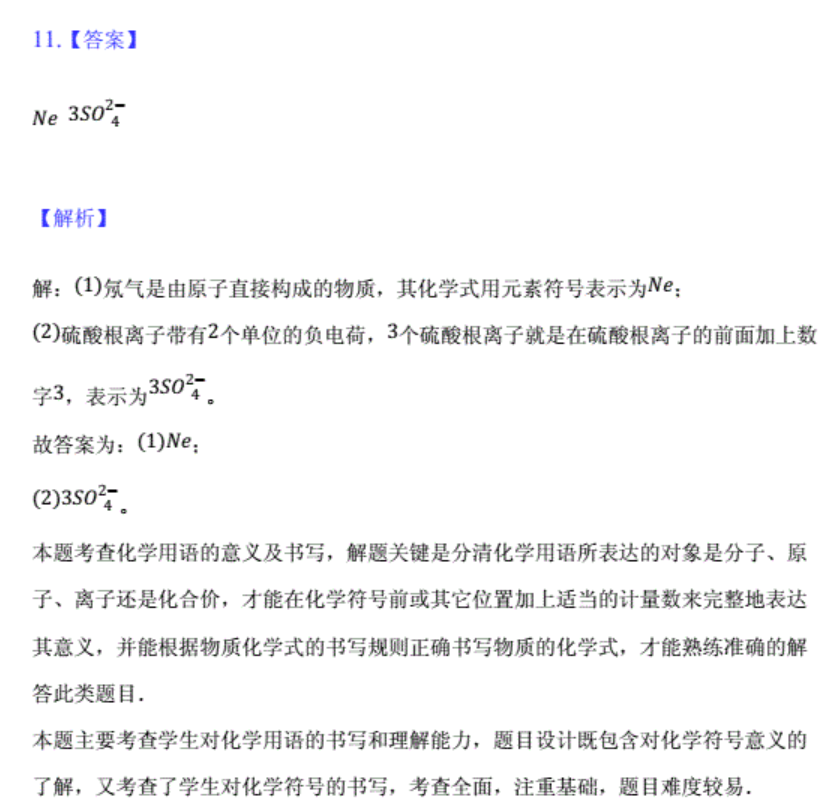 11.【答案】
Ne 3SO₄²⁻
【解析】
解：(1)氖气是由原子直接构成的物质，其化学式用元素符号表示为Ne；
(2)硫酸根离子带有2个单位的负电荷，3个硫酸根离子就是在硫酸根离子的前面加上数
字3，表示为3SO₄²⁻。
故答案为：(1)Ne；
(2)3SO₄²⁻。
本题考查化学用语的意义及书写，解题关键是分清化学用语所表达的对象是分子、原
子、离子还是化合价，才能在化学符号前或其它位置加上适当的计量数来完整地表达
其意义，并能根据物质化学式的书写规则正确书写物质的化学式，才能熟练准确的解
答此类题目．
本题主要考查学生对化学用语的书写和理解能力，题目设计既包含对化学符号意义的
了解，又考查了学生对化学符号的书写，考查全面，注重基础，题目难度较易．